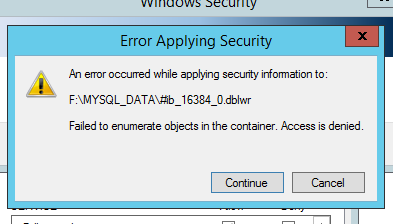 Windows Security
Error Applying Security
An error occurred while applying security information to:
F:\MYSQL_DATA\#ib_16384_0.dblwr
Failed to enumerate objects in the container. Access is denied.
Continue
Cancel